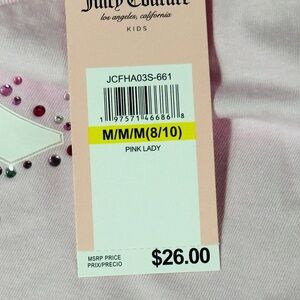 Juicy Couture
los angeles, california
KIDS
JCFHA03S-661
1 97571 46686 8
M/M/M(8/10)
PINK LADY
MSRP PRICE
PRIX/PRECIO
$26.00